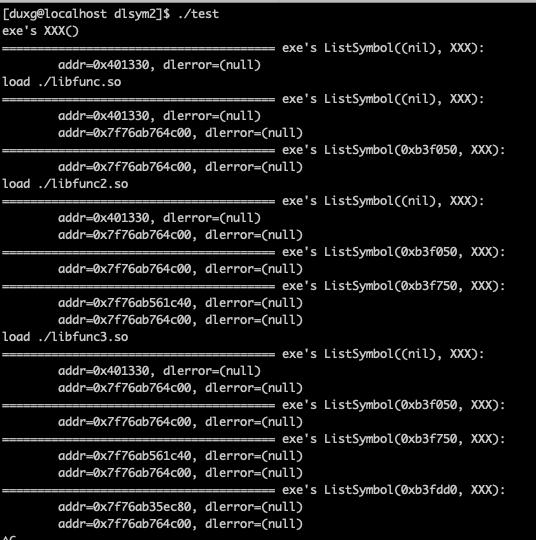 [duxg@localhost dlsym2]$ ./test
exe's XXX()
======================================= exe's ListSymbol((nil), XXX):
        addr=0x401330, dlerror=(null)
load ./libfunc.so
======================================= exe's ListSymbol((nil), XXX):
        addr=0x401330, dlerror=(null)
        addr=0x7f76ab764c00, dlerror=(null)
======================================= exe's ListSymbol(0xb3f050, XXX):
        addr=0x7f76ab764c00, dlerror=(null)
load ./libfunc2.so
======================================= exe's ListSymbol((nil), XXX):
        addr=0x401330, dlerror=(null)
        addr=0x7f76ab764c00, dlerror=(null)
======================================= exe's ListSymbol(0xb3f050, XXX):
        addr=0x7f76ab764c00, dlerror=(null)
======================================= exe's ListSymbol(0xb3f750, XXX):
        addr=0x7f76ab561c40, dlerror=(null)
        addr=0x7f76ab764c00, dlerror=(null)
load ./libfunc3.so
======================================= exe's ListSymbol((nil), XXX):
        addr=0x401330, dlerror=(null)
        addr=0x7f76ab764c00, dlerror=(null)
======================================= exe's ListSymbol(0xb3f050, XXX):
        addr=0x7f76ab764c00, dlerror=(null)
======================================= exe's ListSymbol(0xb3f750, XXX):
        addr=0x7f76ab561c40, dlerror=(null)
        addr=0x7f76ab764c00, dlerror=(null)
======================================= exe's ListSymbol(0xb3fdd0, XXX):
        addr=0x7f76ab35ec80, dlerror=(null)
        addr=0x7f76ab764c00, dlerror=(null)